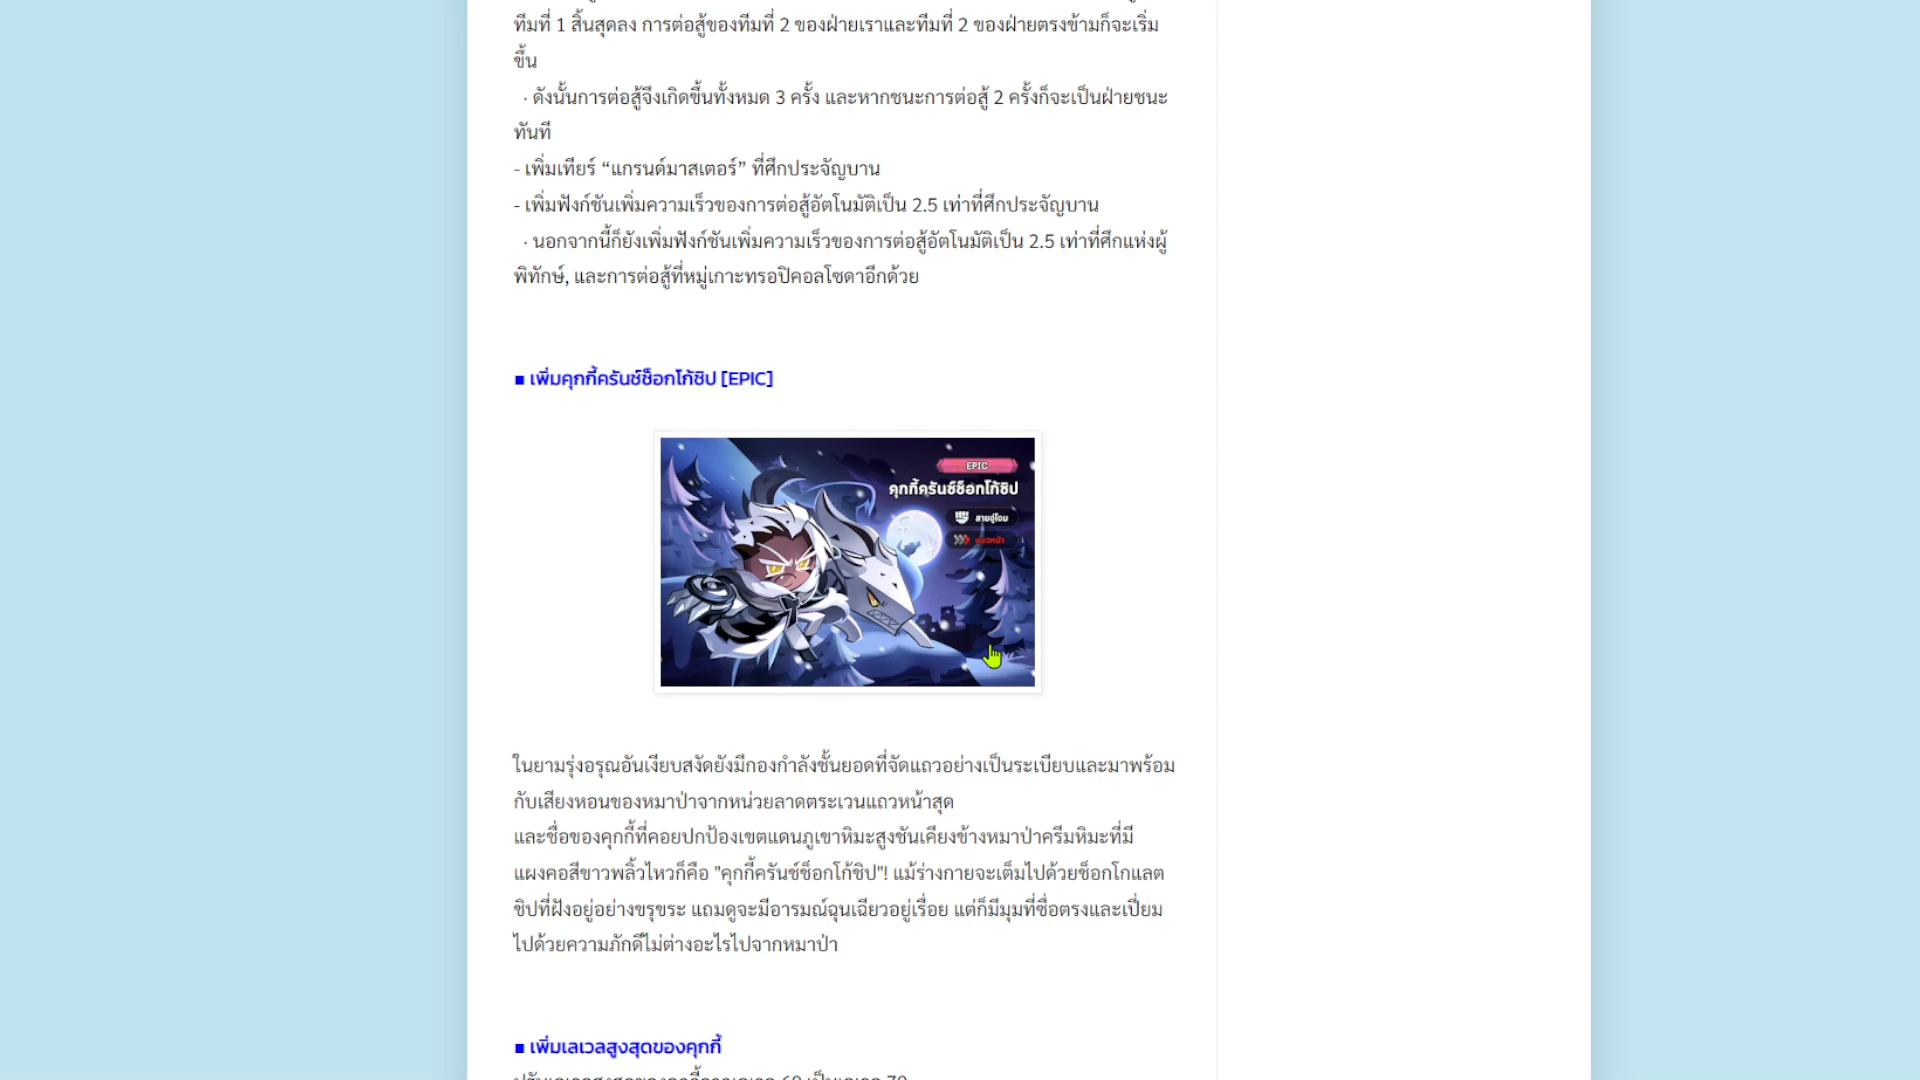 ทีมที่ 1 สิ้นสุดลง การต่อสู้ของทีมที่ 2 ของฝ่ายเราและทีมที่ 2 ของฝ่ายตรงข้ามก็จะเริ่ม
ขึ้น
· ดังนั้นการต่อสู้จึงเกิดขึ้นทั้งหมด 3 ครั้ง และหากชนะการต่อสู้ 2 ครั้งก็จะเป็นฝ่ายชนะ
ทันที
- เพิ่มเทียร์ “แกรนด์มาสเตอร์” ที่ศึกประจัญบาน
- เพิ่มฟังก์ชันเพิ่มความเร็วของการต่อสู้อัตโนมัติเป็น 2.5 เท่าที่ศึกประจัญบาน
· นอกจากนี้ก็ยังเพิ่มฟังก์ชันเพิ่มความเร็วของการต่อสู้อัตโนมัติเป็น 2.5 เท่าที่ศึกแห่งผู้
พิทักษ์, และการต่อสู้ที่หมู่เกาะทรอปิคอลโซดาอีกด้วย
■ เพิ่มคุกกี้ครันช์ช็อกโก้ชิป [EPIC]
EPIC
คุกกี้ครันช์ช็อกโก้ชิป
สายจู่โจม
แนวหน้า
ในยามรุ่งอรุณอันเงียบสงัดยังมีกองกำลังชั้นยอดที่จัดแถวอย่างเป็นระเบียบและมาพร้อม
กับเสียงหอนของหมาป่าจากหน่วยลาดตระเวนแถวหน้าสุด
และชื่อของคุกกี้ที่คอยปกป้องเขตแดนภูเขาหิมะสูงชันเคียงข้างหมาป่าครีมหิมะที่มี
แผงคอสีขาวพลิ้วไหวก็คือ "คุกกี้ครันช์ช็อกโก้ชิป"! แม้ร่างกายจะเต็มไปด้วยช็อกโกแลต
ชิปที่ฝังอยู่อย่างขรุขระ แถมดูจะมีอารมณ์ฉุนเฉียวอยู่เรื่อย แต่ก็มีมุมที่ซื่อตรงและเปี่ยม
ไปด้วยความภักดีไม่ต่างอะไรไปจากหมาป่า
■ เพิ่มเลเวลสูงสุดของคุกกี้